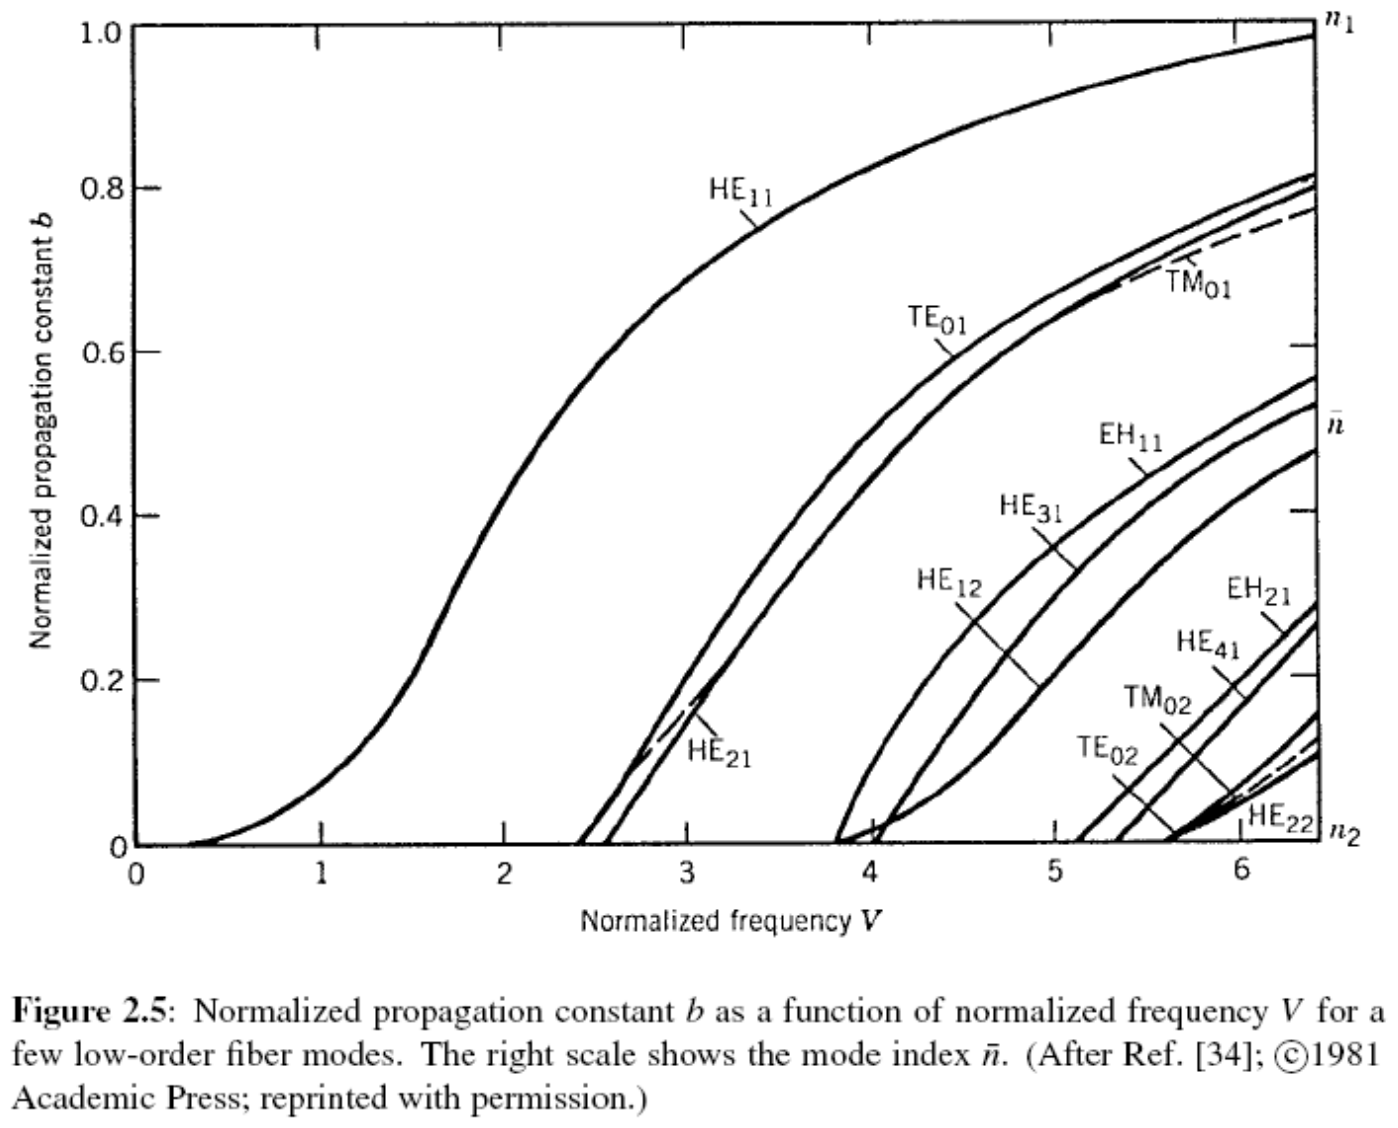 1.0
n₁
0.8
HE₁₁
TM₀₁
TE₀₁
0.6
Normalized propagation constant b
EH₁₁
n̄
HE₃₁
0.4
HE₁₂
EH₂₁
HE₄₁
0.2
TM₀₂
HE₂₁
TE₀₂
HE₂₂
n₂
0
0 1 2 3 4 5 6
Normalized frequency V
Figure 2.5: Normalized propagation constant b as a function of normalized frequency V for a
few low-order fiber modes. The right scale shows the mode index n̄. (After Ref. [34]; ©1981
Academic Press; reprinted with permission.)